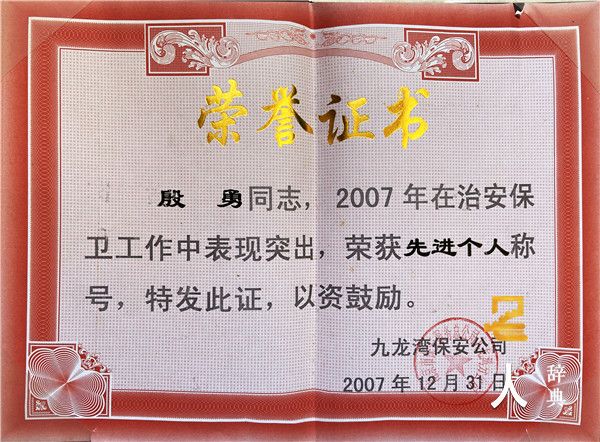 荣誉证书
殷 勇同志，2007年在治安保
卫工作中表现突出，荣获先进个人称
号，特发此证，以资鼓励。
九龙湾保安公司
2007年12月31日
人 辞典